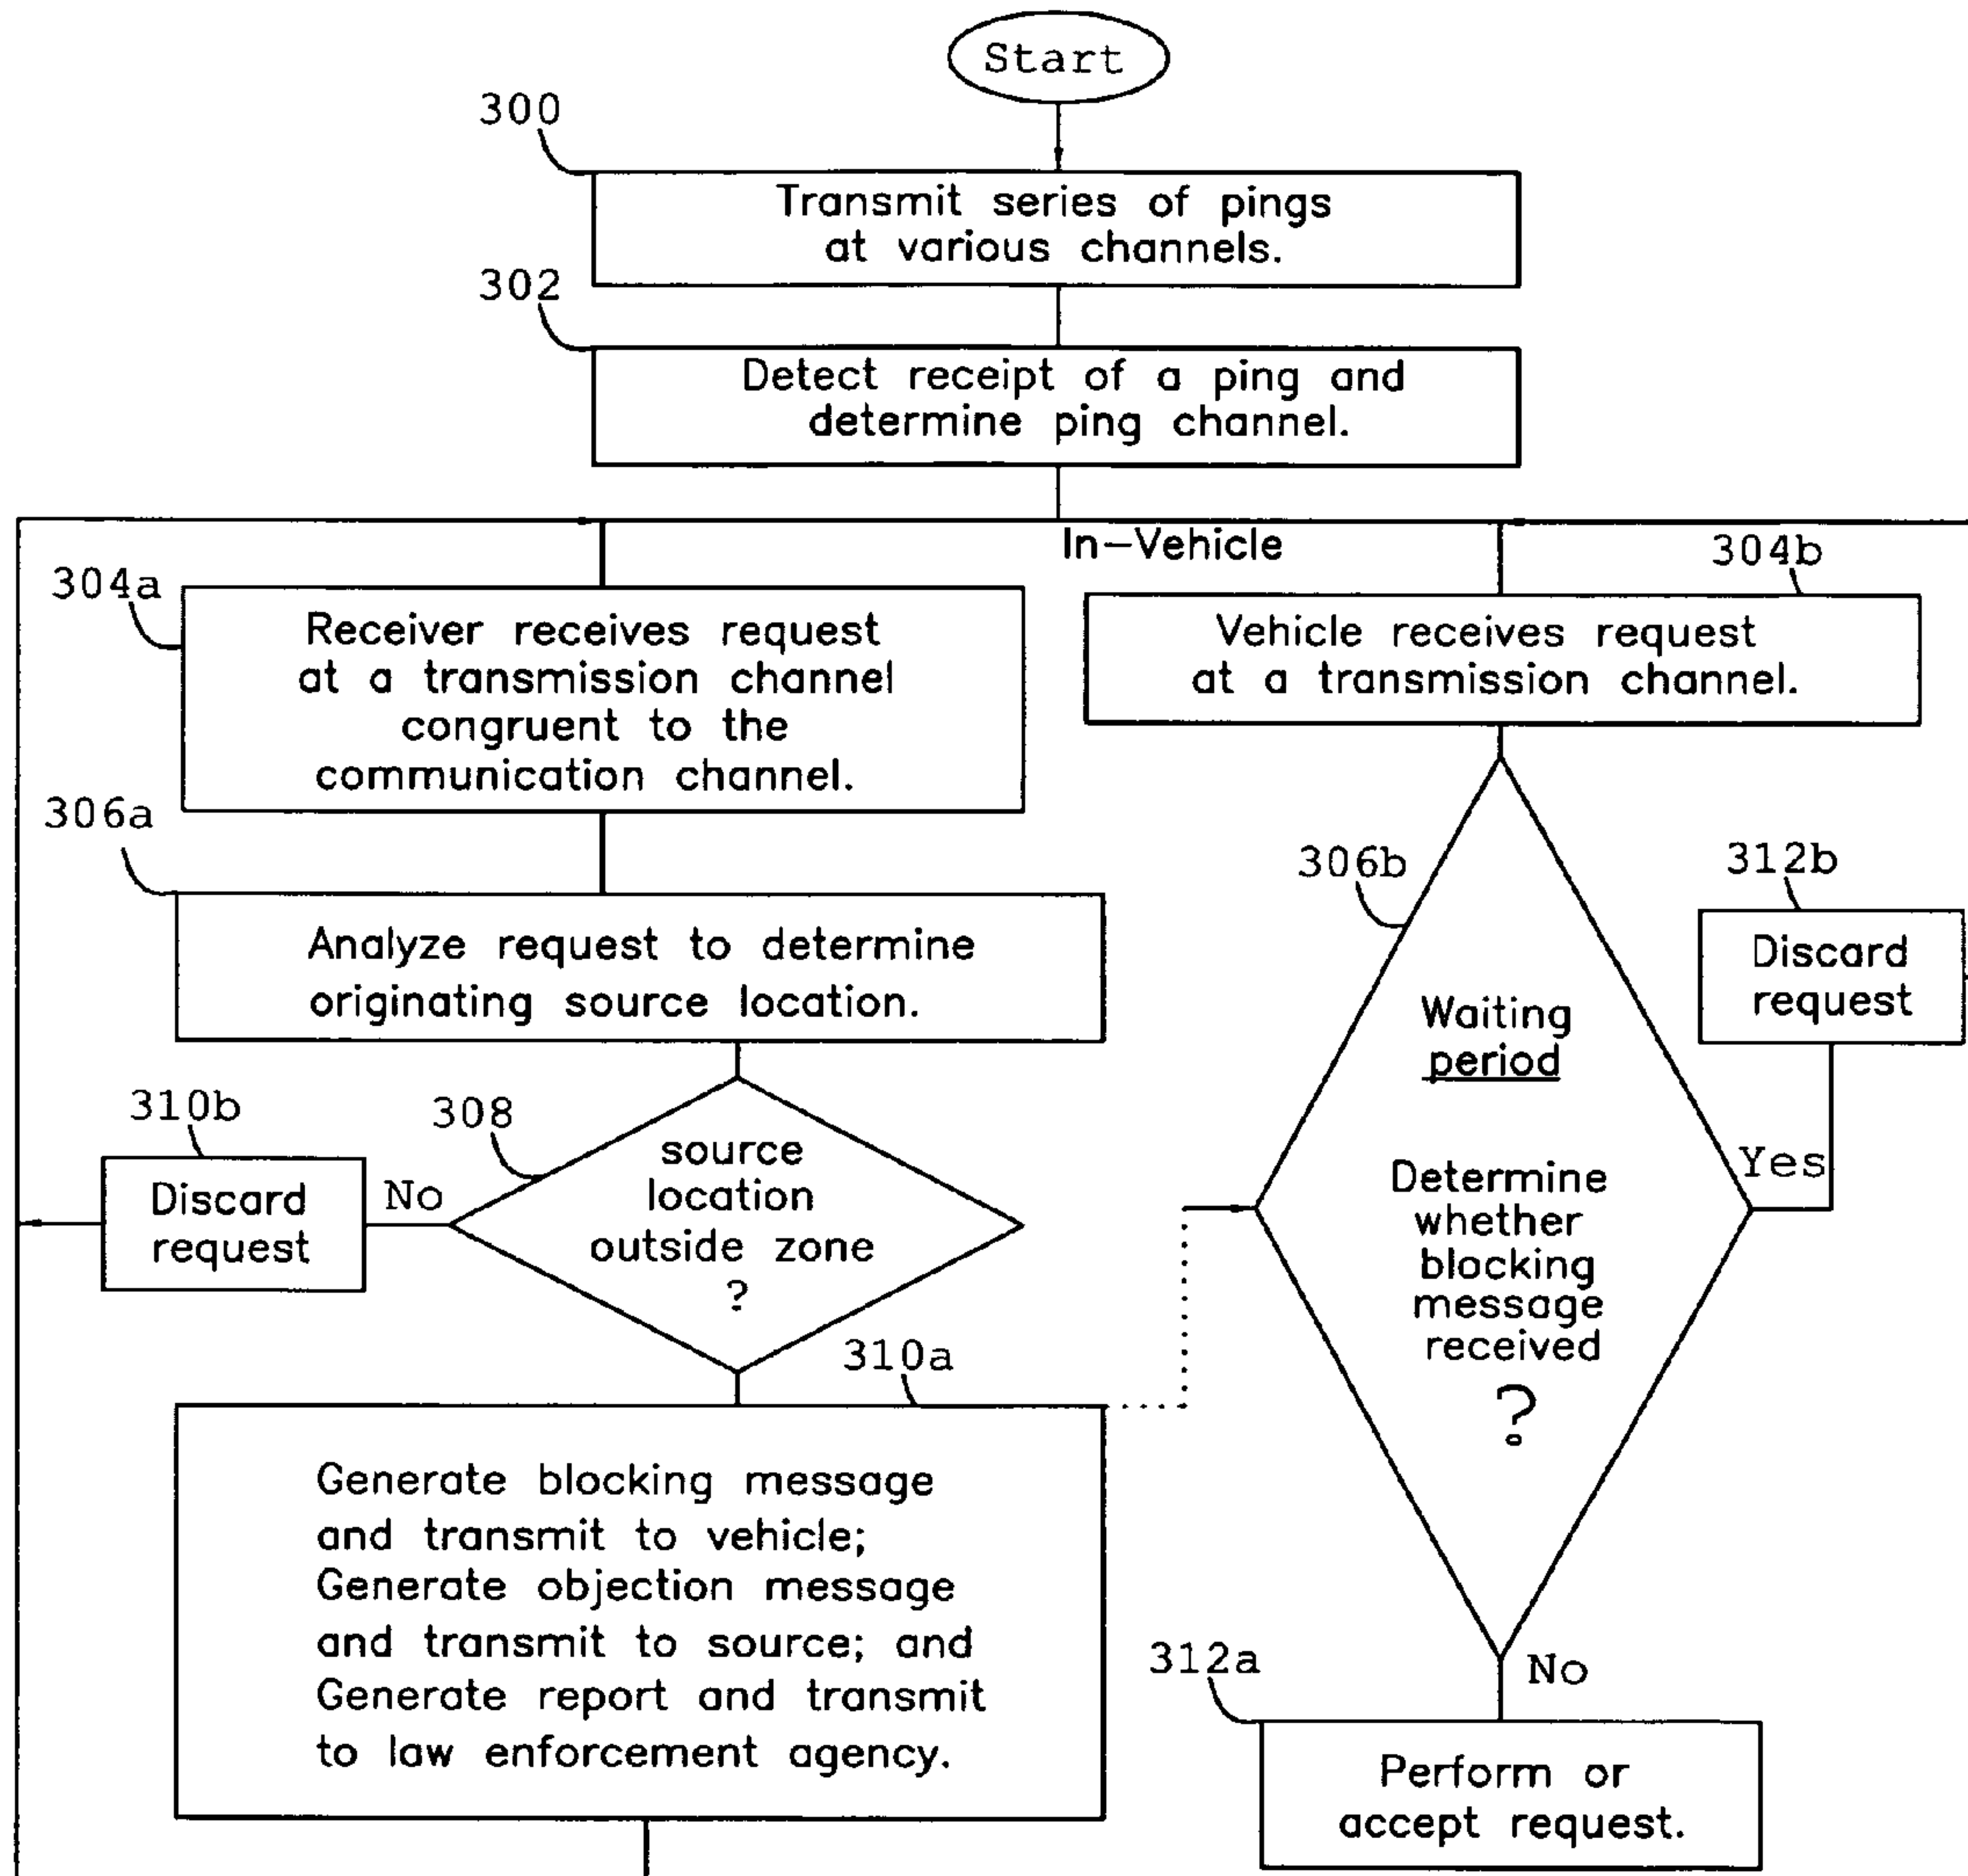 Start
300
Transmit series of pings
at various channels.
302
Detect receipt of a ping and
determine ping channel.
In-Vehicle
304a
Receiver receives request
at a transmission channel
congruent to the
communication channel.
304b
Vehicle receives request
at a transmission channel.
306a
Analyze request to determine
originating source location.
306b
Waiting
period
Determine
whether
blocking
message
received
?
312b
Discard
request
Yes
308
source
location
outside zone
?
310b
Discard
request
No
310a
Generate blocking message
and transmit to vehicle;
Generate objection message
and transmit to source; and
Generate report and transmit
to law enforcement agency.
No
312a
Perform or
accept request.